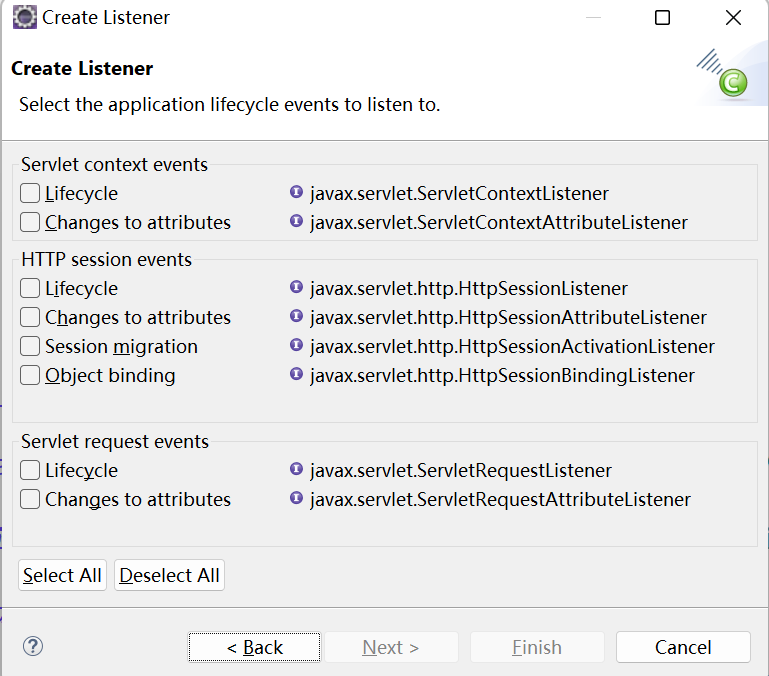 Create Listener
Create Listener
Select the application lifecycle events to listen to.
Servlet context events
Lifecycle javax.servlet.ServletContextListener
Changes to attributes javax.servlet.ServletContextAttributeListener
HTTP session events
Lifecycle javax.servlet.http.HttpSessionListener
Changes to attributes javax.servlet.http.HttpSessionAttributeListener
Session migration javax.servlet.http.HttpSessionActivationListener
Object binding javax.servlet.http.HttpSessionBindingListener
Servlet request events
Lifecycle javax.servlet.ServletRequestListener
Changes to attributes javax.servlet.ServletRequestAttributeListener
Select All Deselect All
? < Back Next > Finish Cancel